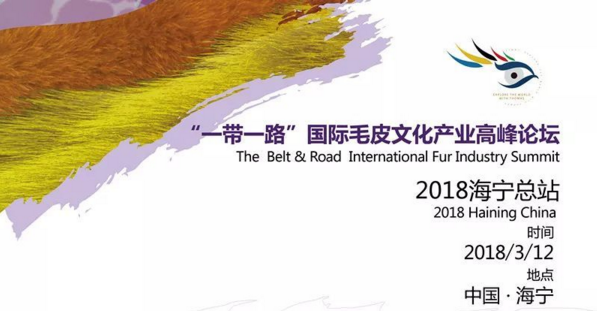 “一带一路”国际毛皮文化产业高峰论坛
The Belt & Road International Fur Industry Summit
2018海宁总站
2018 Haining China
时间
2018/3/12
地点
中国·海宁